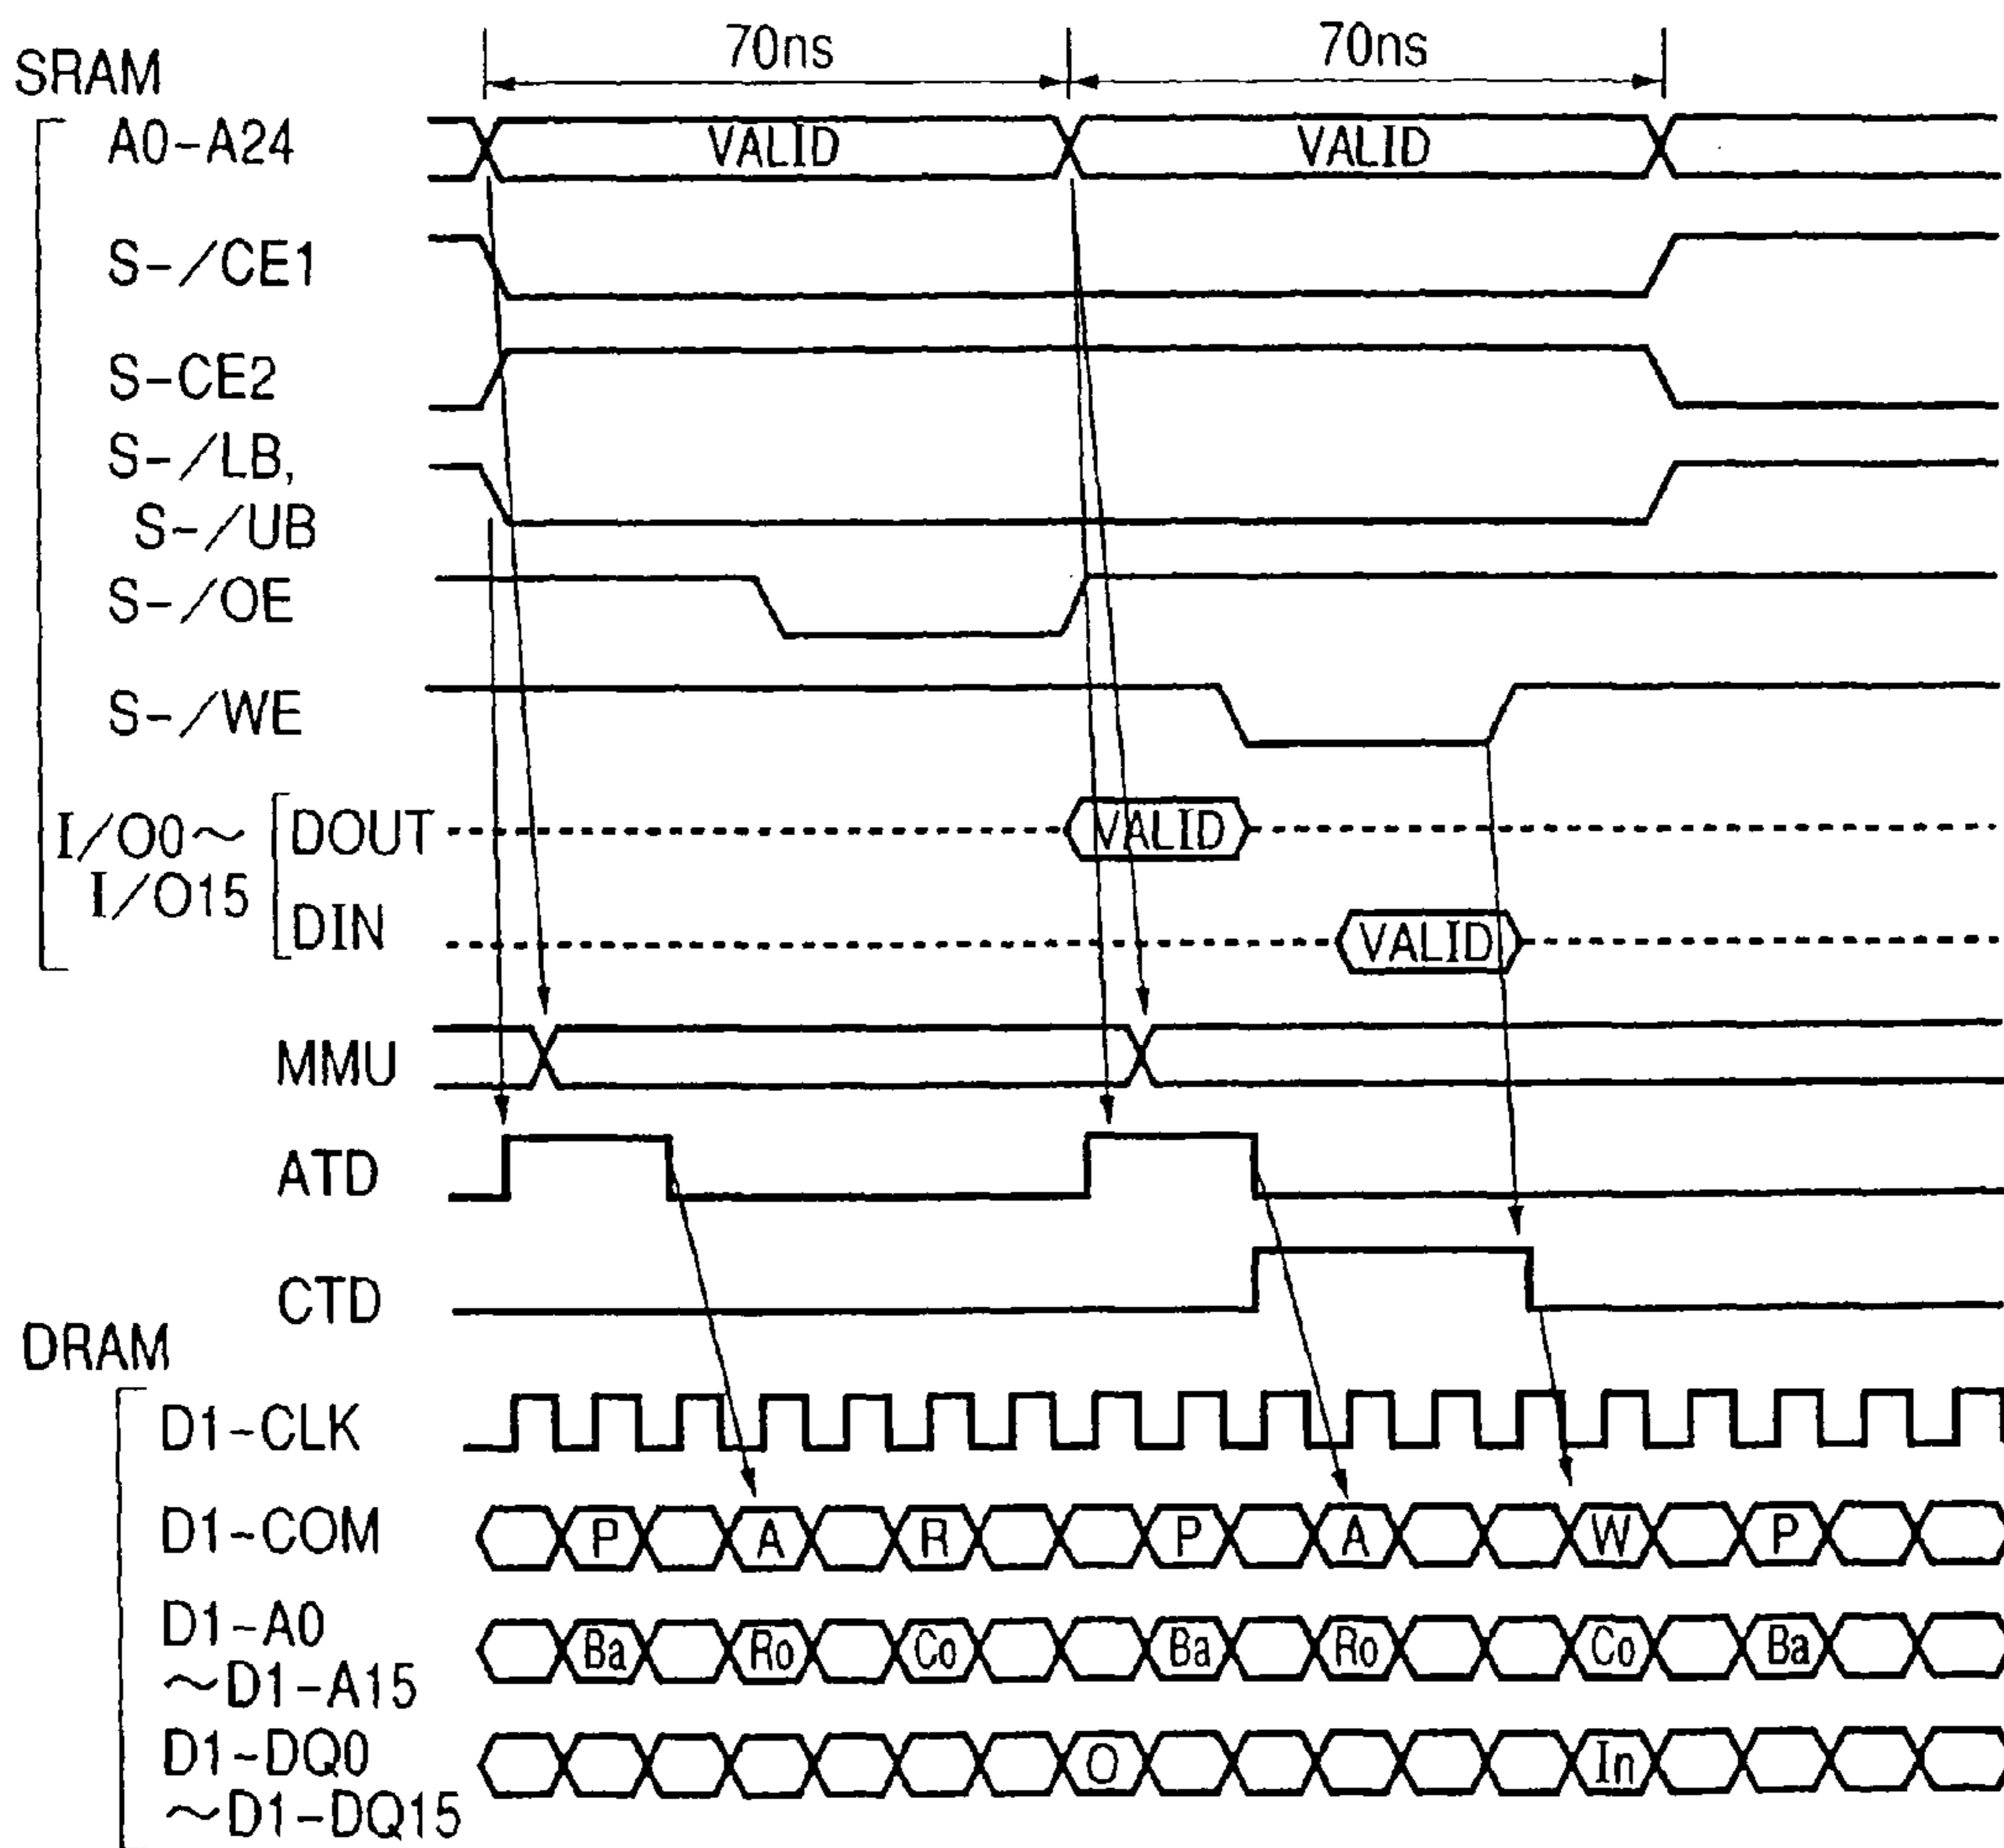 70ns 70ns
SRAM
A0-A24 VALID VALID
S-/CE1
S-CE2
S-/LB,
S-/UB
S-/OE
S-/WE
I/O0~ DOUT VALID
I/O15
DIN VALID
MMU
ATD
CTD
DRAM
D1-CLK
D1-COM P A R P A W P
D1-A0
~D1-A15 Ba Ro Co Ba Ro Co Ba
D1-DQ0
~D1-DQ15 O In